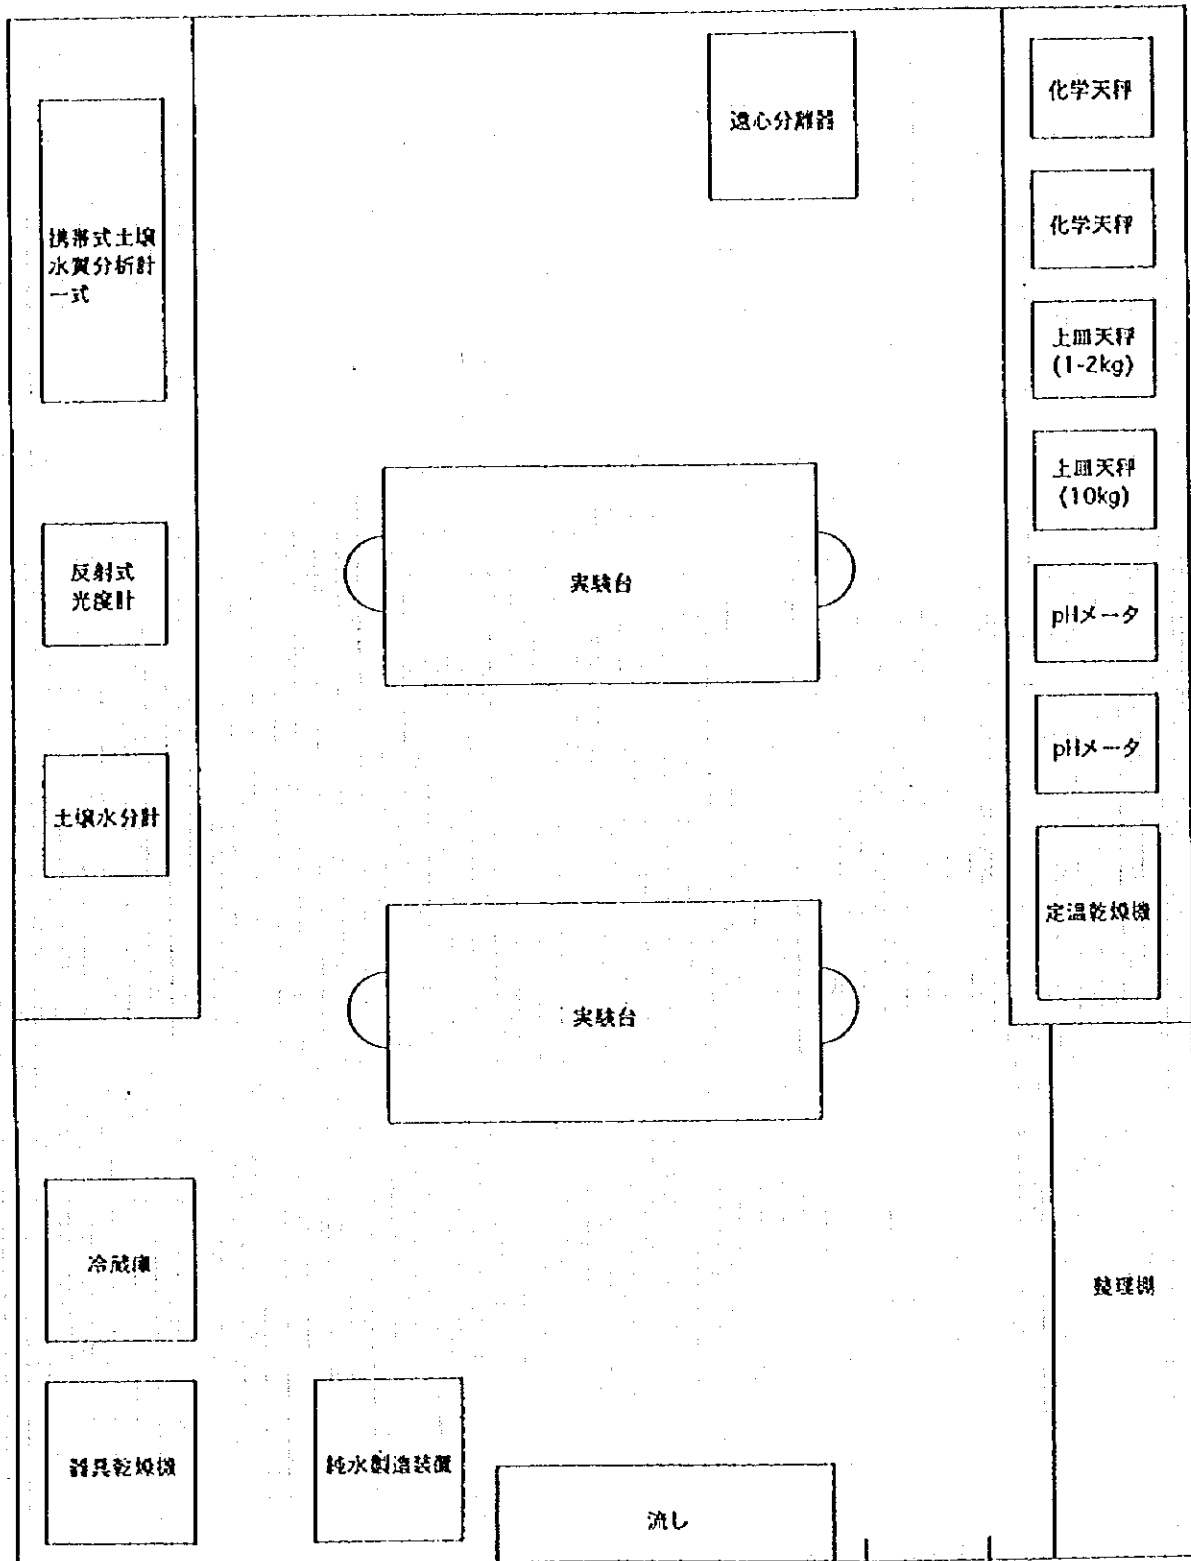 遠心分離器
化学天秤
化学天秤
携帯式土壌
水質分析計
一式
上皿天秤
(1-2kg)
上皿天秤
(10kg)
反射式
光度計
実験台
pHメータ
pHメータ
土壌水分計
定温乾燥機
実験台
冷蔵庫
整理棚
器具乾燥機
純水製造装置
流し